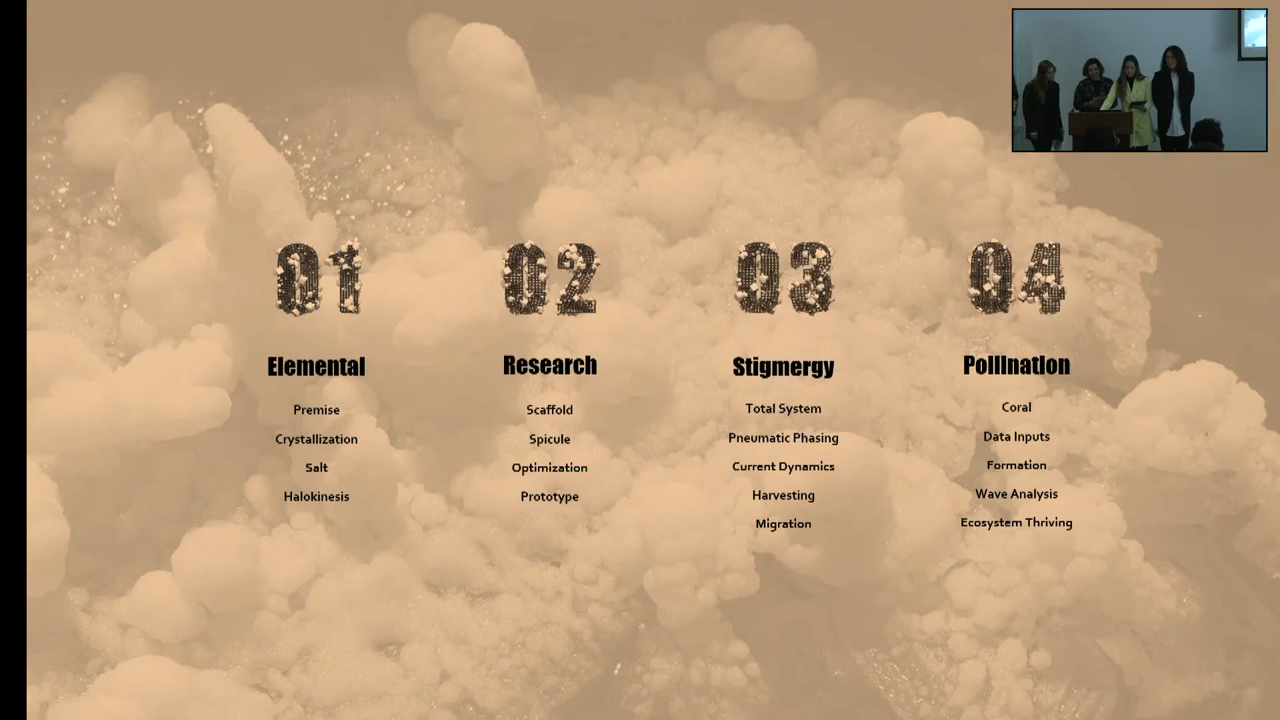 01
Elemental
Premise
Crystallization
Salt
Halokinesis
02
Research
Scaffold
Spicule
Optimization
Prototype
03
Stigmergy
Total System
Pneumatic Phasing
Current Dynamics
Harvesting
Migration
04
Pollination
Coral
Data Inputs
Formation
Wave Analysis
Ecosystem Thriving